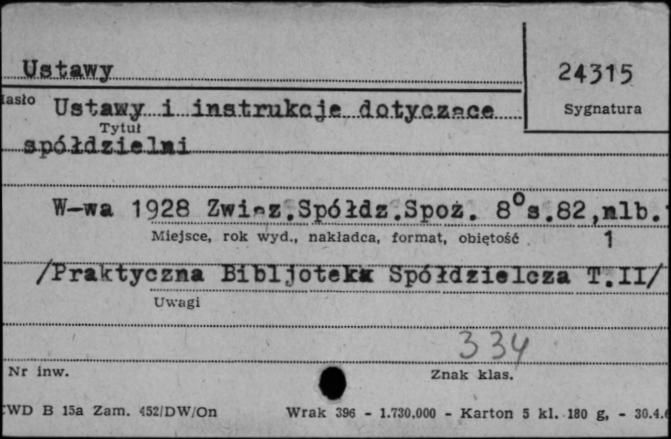 Ustawy
24315
Hasło Ustawy i instrukcje dotyczące
Sygnatura
Tytuł
spółdzielni
W-wa 1928 Związ.Spółdz.Spoż. 8°s.82,nlb.
Miejsce, rok wyd., nakładca, format, objętość
1
/Praktyczna Bibljoteka Spółdzielcza T.II/
Uwagi
334
Nr inw.
Znak klas.
CWD B 15a Zam. 452/DW/On Wrak 396 - 1.730.000 - Karton 5 kl. 180 g. - 30.4.6